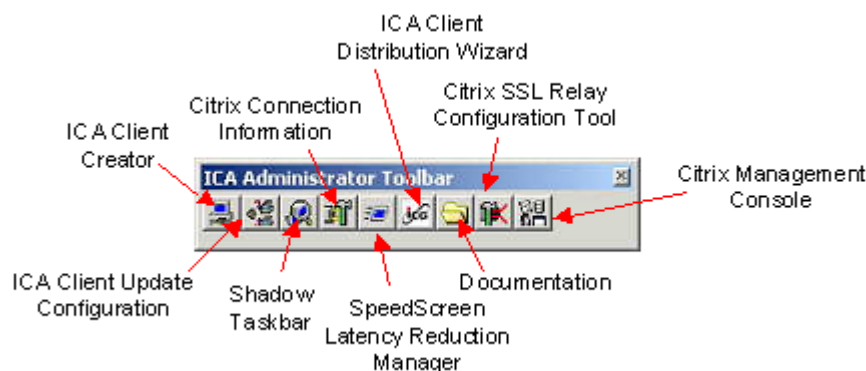 ICA Client
Distribution Wizard
Citrix Connection
Information
Citrix SSL Relay
Configuration Tool
ICA Client
Creator
ICA Administrator Toolbar
Citrix Management
Console
ICA Client Update
Configuration
Shadow
Taskbar
SpeedScreen
Latency Reduction
Manager
Documentation